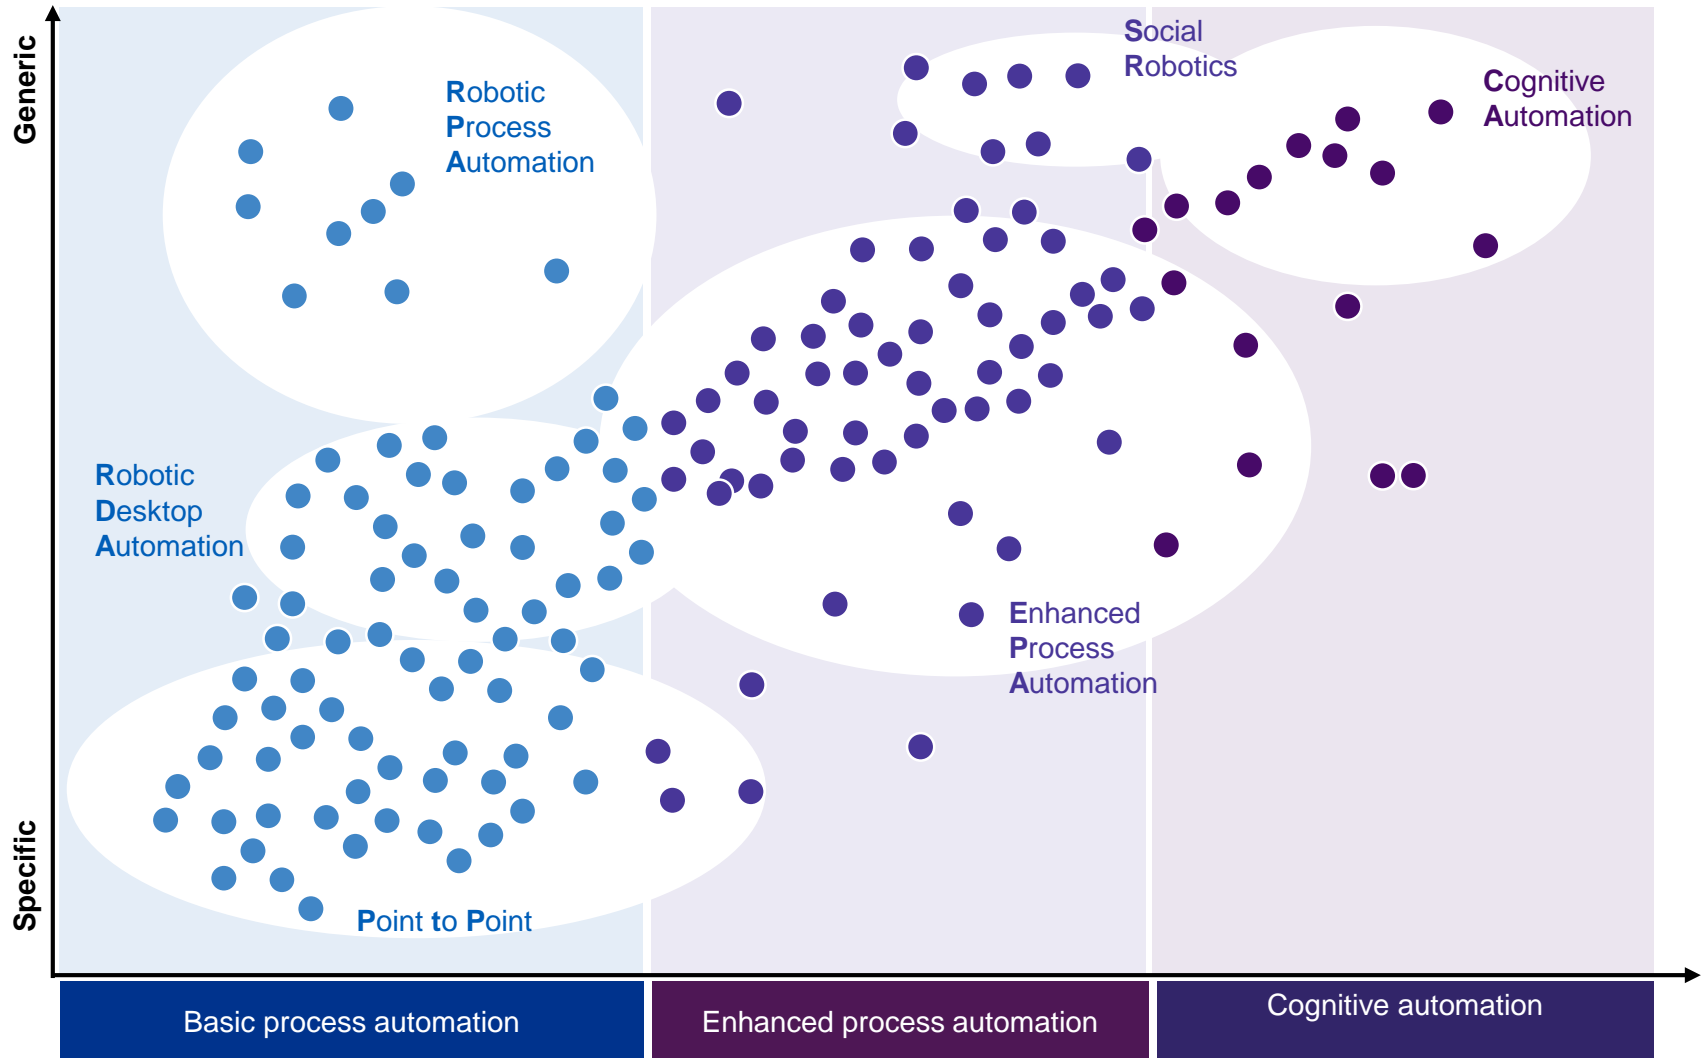 Generic
Social
Robotics
Cognitive
Automation
Robotic
Process
Automation
Robotic
Desktop
Automation
Enhanced
Process
Automation
Specific
Point to Point
Basic process automation
Enhanced process automation
Cognitive automation